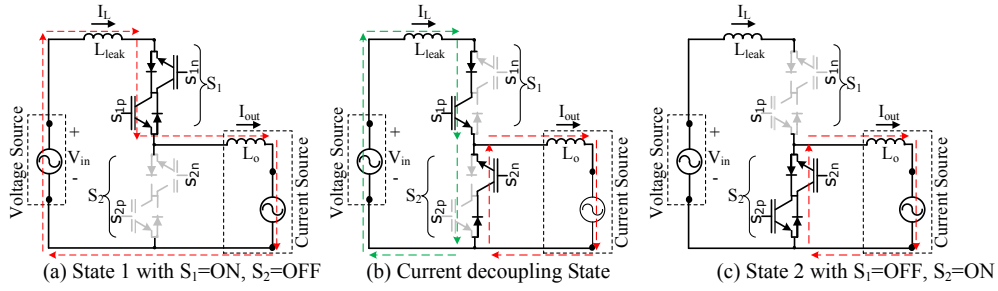 I_L
L_leak
S_1n
S_1
S_1p
I_out
L_o
Voltage Source
+
V_in
-
S_2n
S_2
S_2p
Current Source
(a) State 1 with S_1=ON, S_2=OFF
I_L
L_leak
S_1n
S_1
S_1p
I_out
L_o
Voltage Source
+
V_in
-
S_2n
S_2
S_2p
Current Source
(b) Current decoupling State
I_L
L_leak
S_1n
S_1
S_1p
I_out
L_o
Voltage Source
+
V_in
-
S_2n
S_2
S_2p
Current Source
(c) State 2 with S_1=OFF, S_2=ON